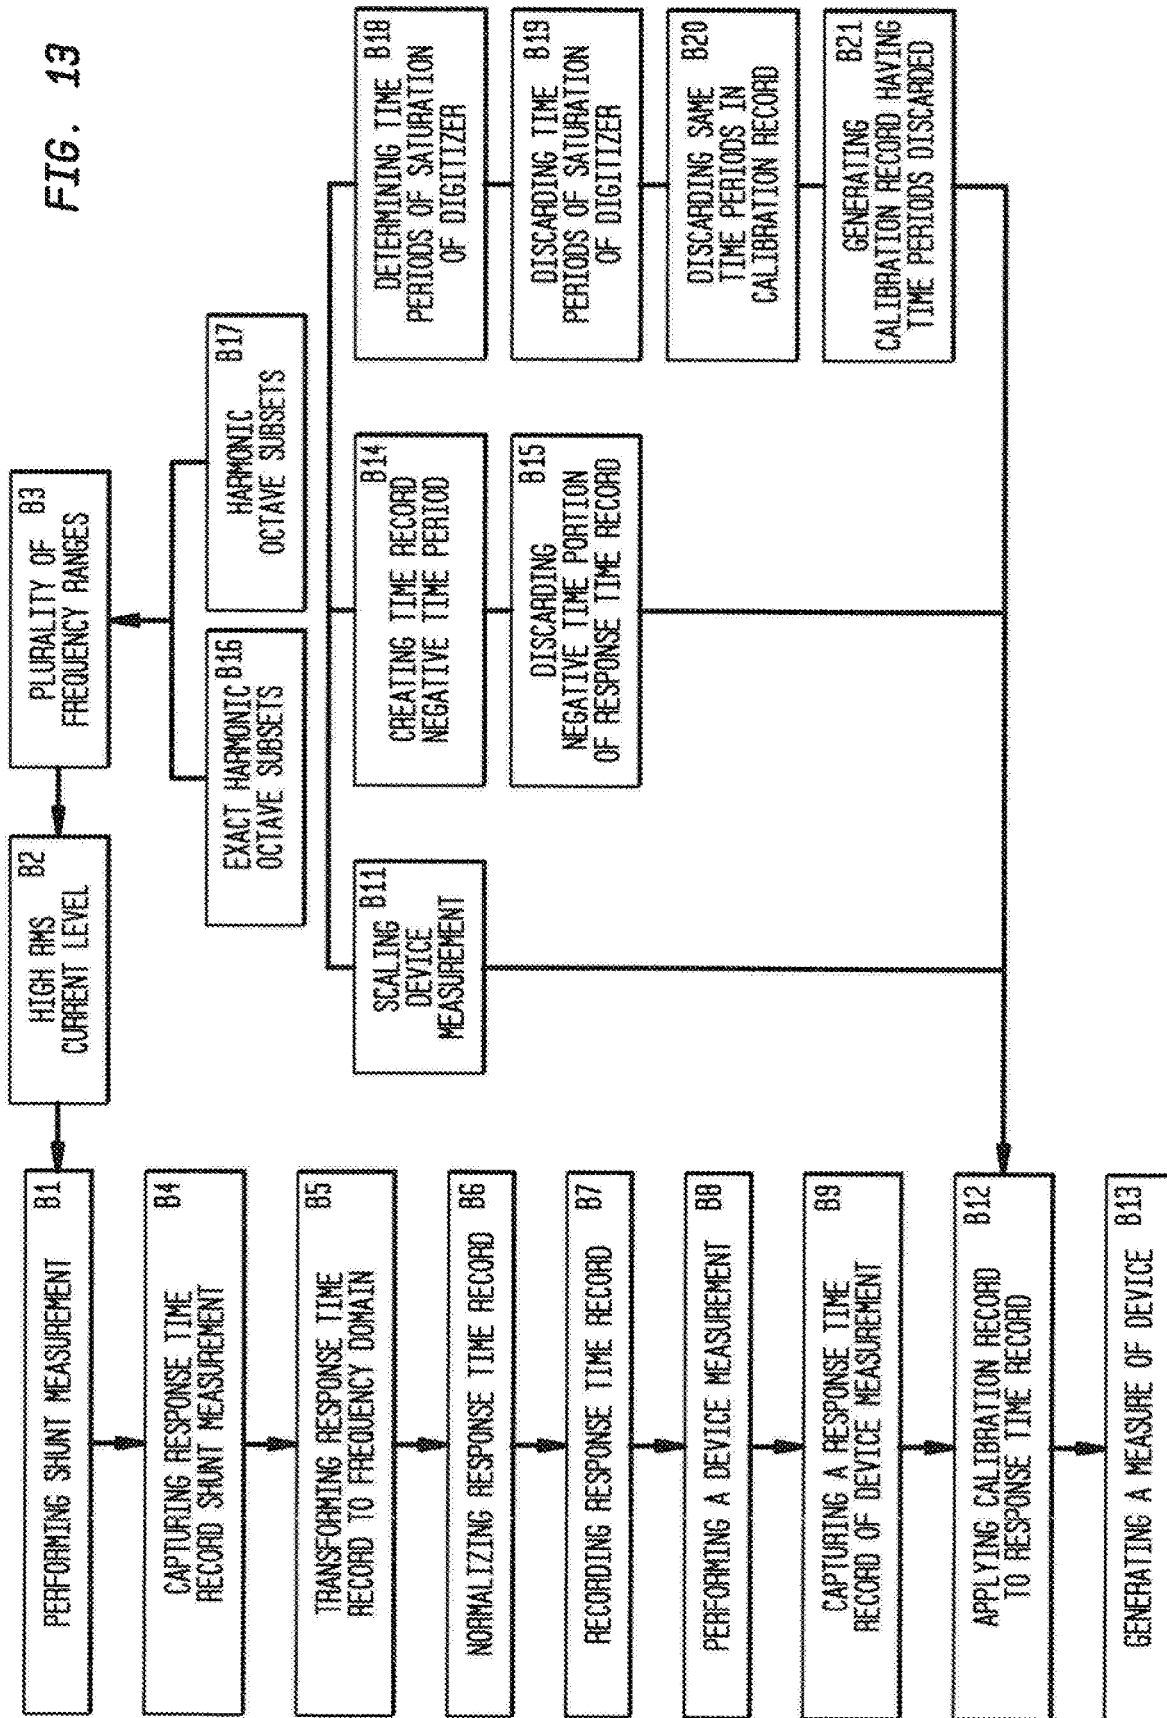 FIG. 13
PERFORMING SHUNT MEASUREMENT B1
HIGH RMS B2
CURRENT LEVEL
PLURALITY OF B3
FREQUENCY RANGES
CAPTURING RESPONSE TIME B4
RECORD SHUNT MEASUREMENT
TRANSFORMING RESPONSE TIME B5
RECORD TO FREQUENCY DOMAIN
NORMALIZING RESPONSE TIME RECORD B6
RECORDING RESPONSE TIME RECORD B7
PERFORMING A DEVICE MEASUREMENT B8
CAPTURING A RESPONSE TIME B9
RECORD OF DEVICE MEASUREMENT
APPLYING CALIBRATION RECORD B12
TO RESPONSE TIME RECORD
GENERATING A MEASURE OF DEVICE B13
EXACT HARMONIC B16
OCTAVE SUBSETS
HARMONIC B17
OCTAVE SUBSETS
SCALING B11
DEVICE
MEASUREMENT
CREATING TIME RECORD B14
NEGATIVE TIME PERIOD
DISCARDING B15
NEGATIVE TIME PORTION
OF RESPONSE TIME RECORD
DETERMINING TIME B18
PERIODS OF SATURATION
OF DIGITIZER
DISCARDING TIME B19
PERIODS OF SATURATION
OF DIGITIZER
DISCARDING SAME B20
TIME PERIODS IN
CALIBRATION RECORD
GENERATING B21
CALIBRATION RECORD HAVING
TIME PERIODS DISCARDED